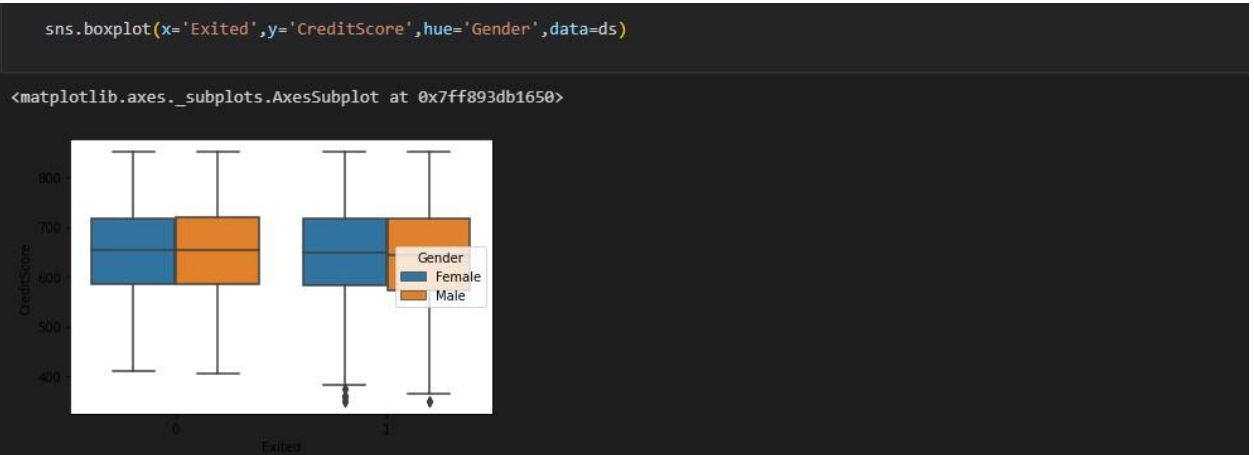 sns.boxplot(x='Exited',y='CreditScore',hue='Gender',data=ds)
<matplotlib.axes._subplots.AxesSubplot at 0x7ff893db1650>
800
700
600
500
400
CreditScore
Gender
Female
Male
0 1
Exited